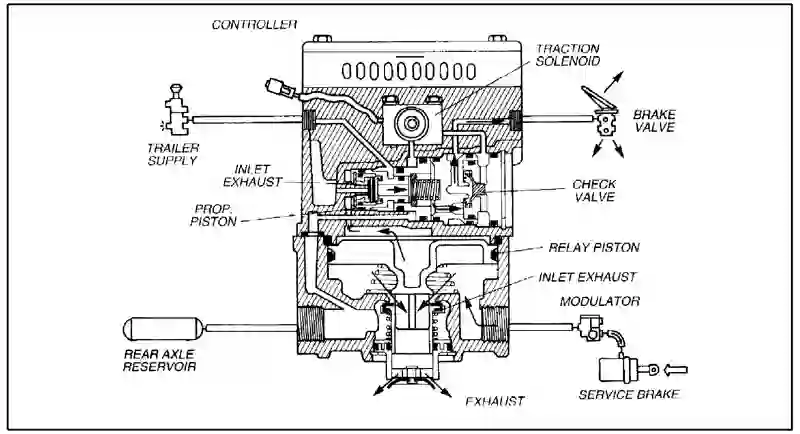 CONTROLLER
TRACTION
SOLENOID
TRAILER
SUPPLY
BRAKE
VALVE
INLET
EXHAUST
CHECK
VALVE
PROP.
PISTON
RELAY PISTON
INLET EXHAUST
MODULATOR
REAR AXLE
RESERVOIR
SERVICE BRAKE
EXHAUST